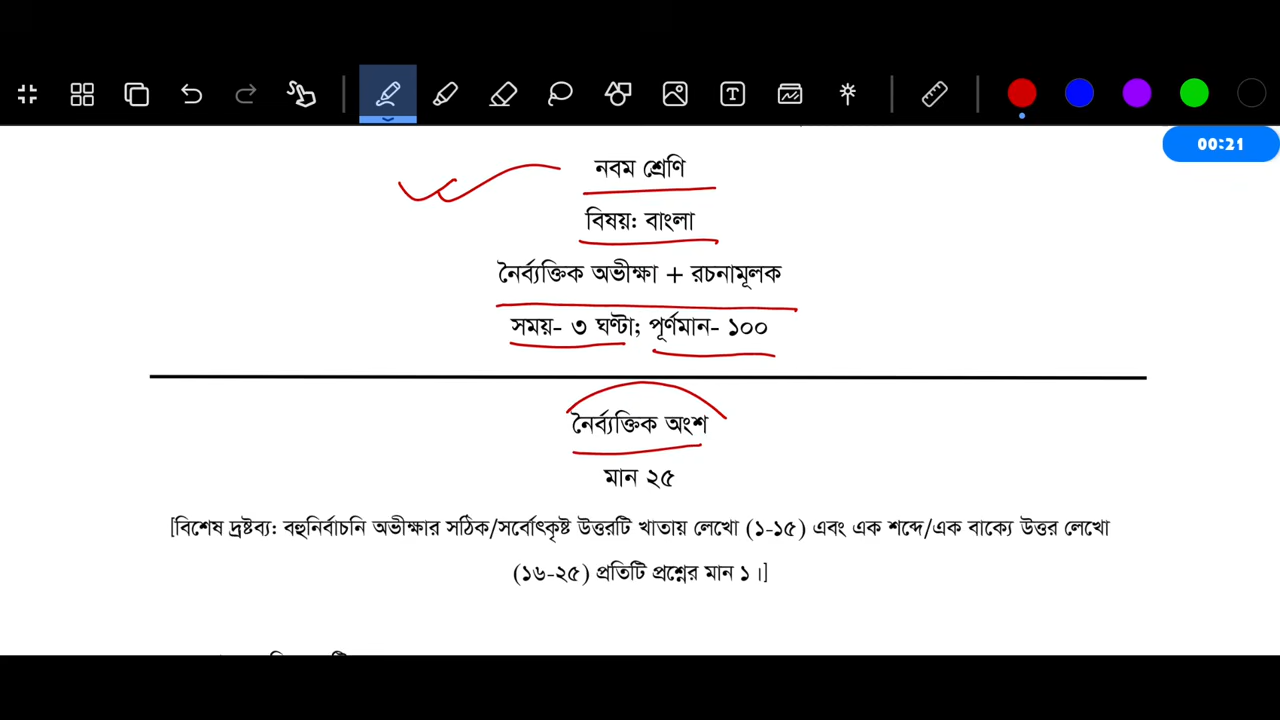 00:21
নবম শ্রেণি
বিষয়: বাংলা
নৈর্ব্যক্তিক অভীক্ষা + রচনামূলক
সময়- ৩ ঘণ্টা; পূর্ণমান- ১০০
নৈর্ব্যক্তিক অংশ
মান ২৫
[বিশেষ দ্রষ্টব্য: বহুনির্বাচনি অভীক্ষার সঠিক/সর্বোৎকৃষ্ট উত্তরটি খাতায় লেখো (১-১৫) এবং এক শব্দে/এক বাক্যে উত্তর লেখো
(১৬-২৫) প্রতিটি প্রশ্নের মান ১।]